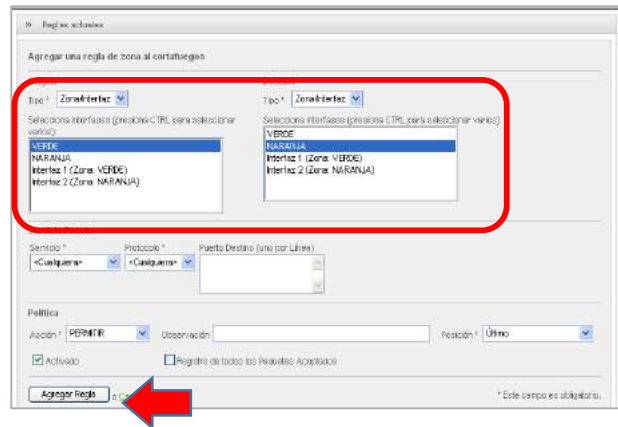 » Reglas actuales
Agregar una regla de zona al cortafuegos
Tipo * Zona/Interfaz
Tipo * Zona/Interfaz
Selecciona interfases (presiona CTRL para seleccionar varios)
VERDE
NARANJA
Interfaz 1 (Zona: VERDE)
Interfaz 2 (Zona: NARANJA)
Selecciona interfases (presiona CTRL para seleccionar varios)
VERDE
NARANJA
Interfaz 1 (Zona: VERDE)
Interfaz 2 (Zona: NARANJA)
Servicio * Protocolo * Puerto Destino (uno por Línea)
<Cualquiera> <Cualquiera>
Política
Acción * PERMITIR Observación Posición * Último
Activado Registro de todos los Paquetes Aceptados
Agregar Regla o
* Este campo es obligatorio.